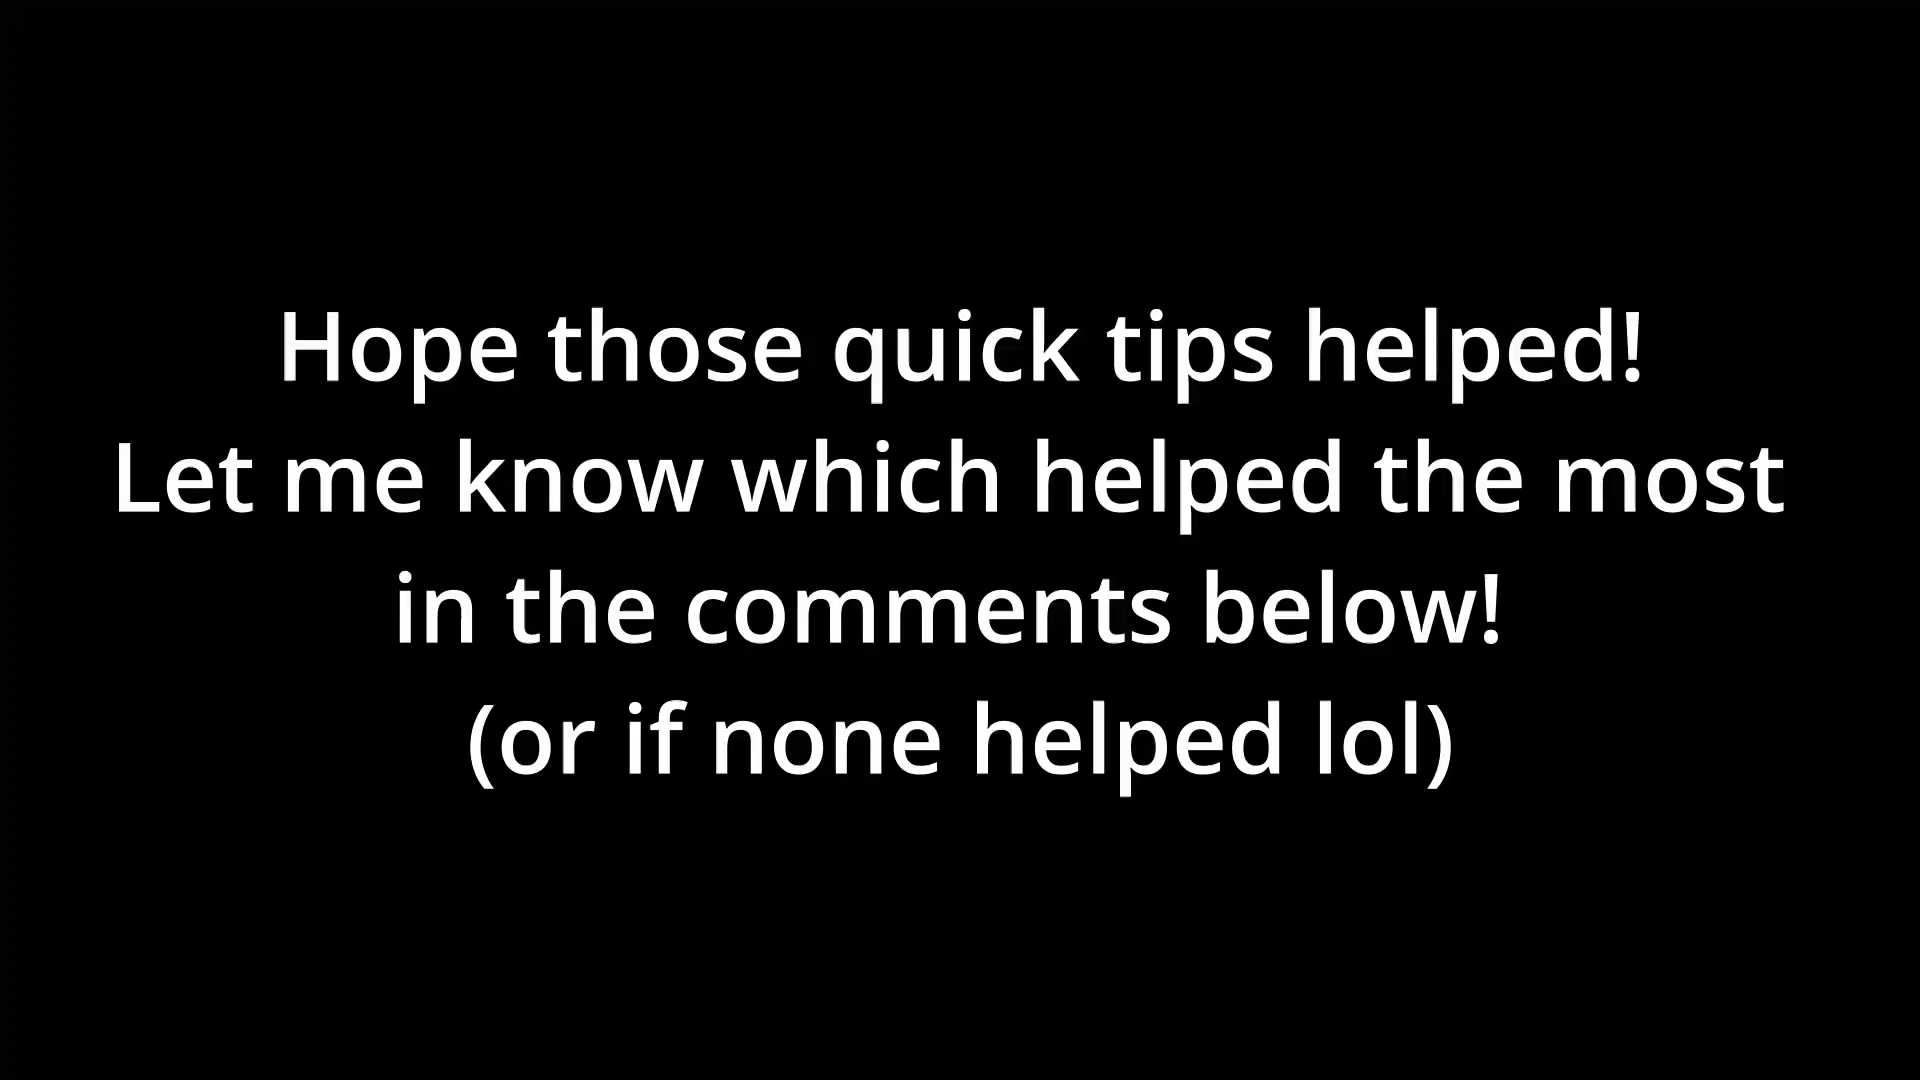 Hope those quick tips helped!
Let me know which helped the most
in the comments below!
(or if none helped lol)